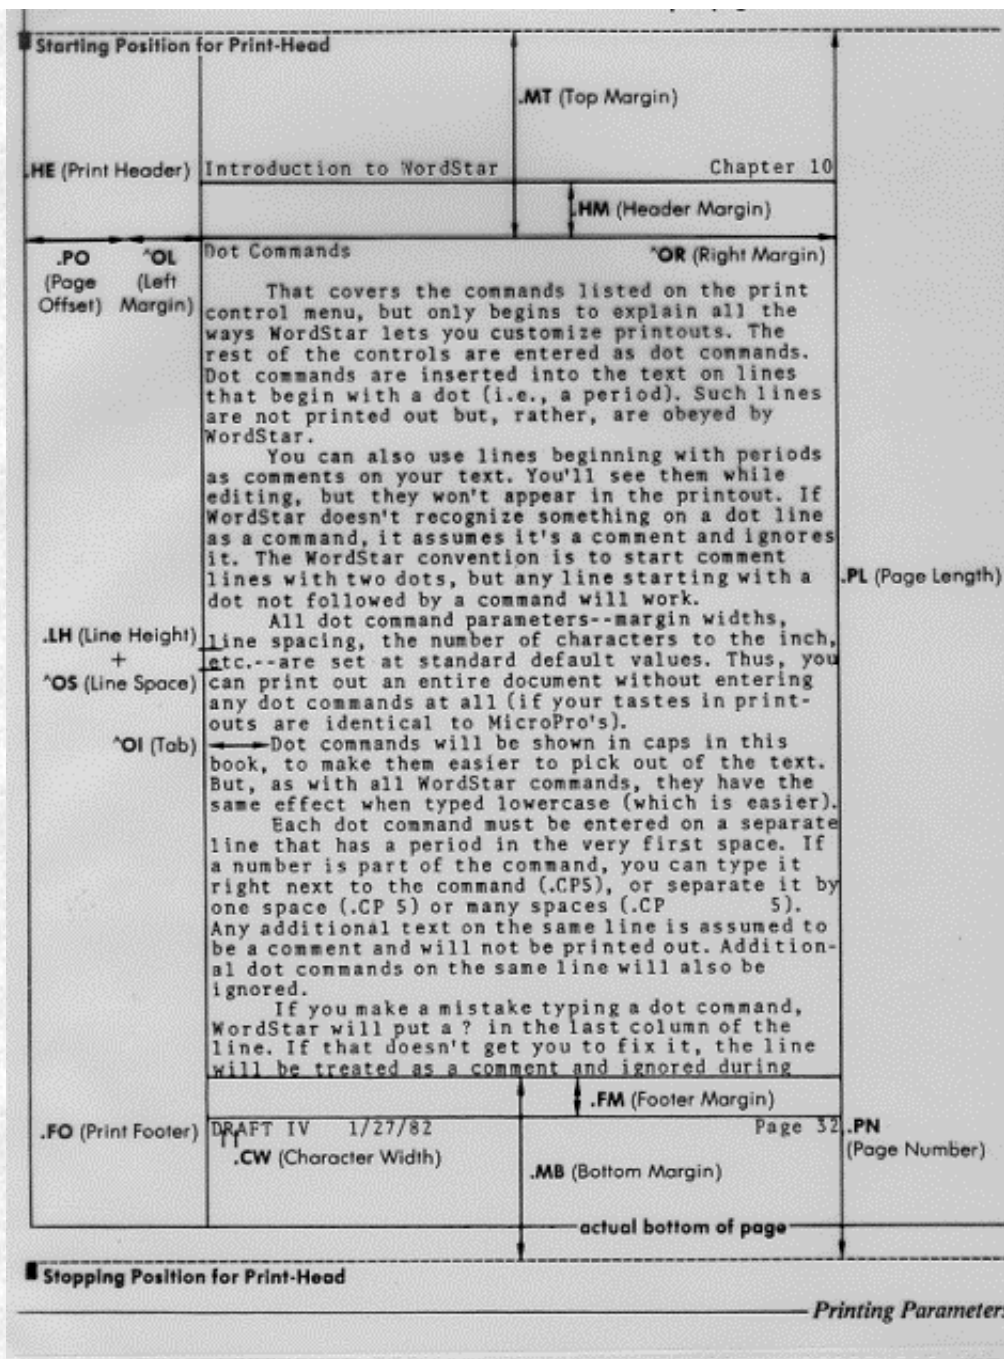 Starting Position for Print-Head
.MT (Top Margin)
.HE (Print Header) Introduction to WordStar Chapter 10
.HM (Header Margin)
.PO (Page Offset)
^OL (Left Margin)
Dot Commands
^OR (Right Margin)
That covers the commands listed on the print
control menu, but only begins to explain all the
ways WordStar lets you customize printouts. The
rest of the controls are entered as dot commands.
Dot commands are inserted into the text on lines
that begin with a dot (i.e., a period). Such lines
are not printed out but, rather, are obeyed by
WordStar.
You can also use lines beginning with periods
as comments on your text. You'll see them while
editing, but they won't appear in the printout. If
WordStar doesn't recognize something on a dot line
as a command, it assumes it's a comment and ignores
it. The WordStar convention is to start comment
lines with two dots, but any line starting with a
dot not followed by a command will work.
.PL (Page Length)
All dot command parameters--margin widths,
.LH (Line Height) line spacing, the number of characters to the inch,
+ etc.--are set at standard default values. Thus, you
^OS (Line Space) can print out an entire document without entering
any dot commands at all (if your tastes in print-
outs are identical to MicroPro's).
^OI (Tab) Dot commands will be shown in caps in this
book, to make them easier to pick out of the text.
But, as with all WordStar commands, they have the
same effect when typed lowercase (which is easier).
Each dot command must be entered on a separate
line that has a period in the very first space. If
a number is part of the command, you can type it
right next to the command (.CP5), or separate it by
one space (.CP 5) or many spaces (.CP 5).
Any additional text on the same line is assumed to
be a comment and will not be printed out. Addition-
al dot commands on the same line will also be
ignored.
If you make a mistake typing a dot command,
WordStar will put a ? in the last column of the
line. If that doesn't get you to fix it, the line
will be treated as a comment and ignored during
.FM (Footer Margin)
.FO (Print Footer) DRAFT IV 1/27/82 Page 32 .PN
(Page Number)
.CW (Character Width)
.MB (Bottom Margin)
actual bottom of page
Stopping Position for Print-Head
Printing Parameters